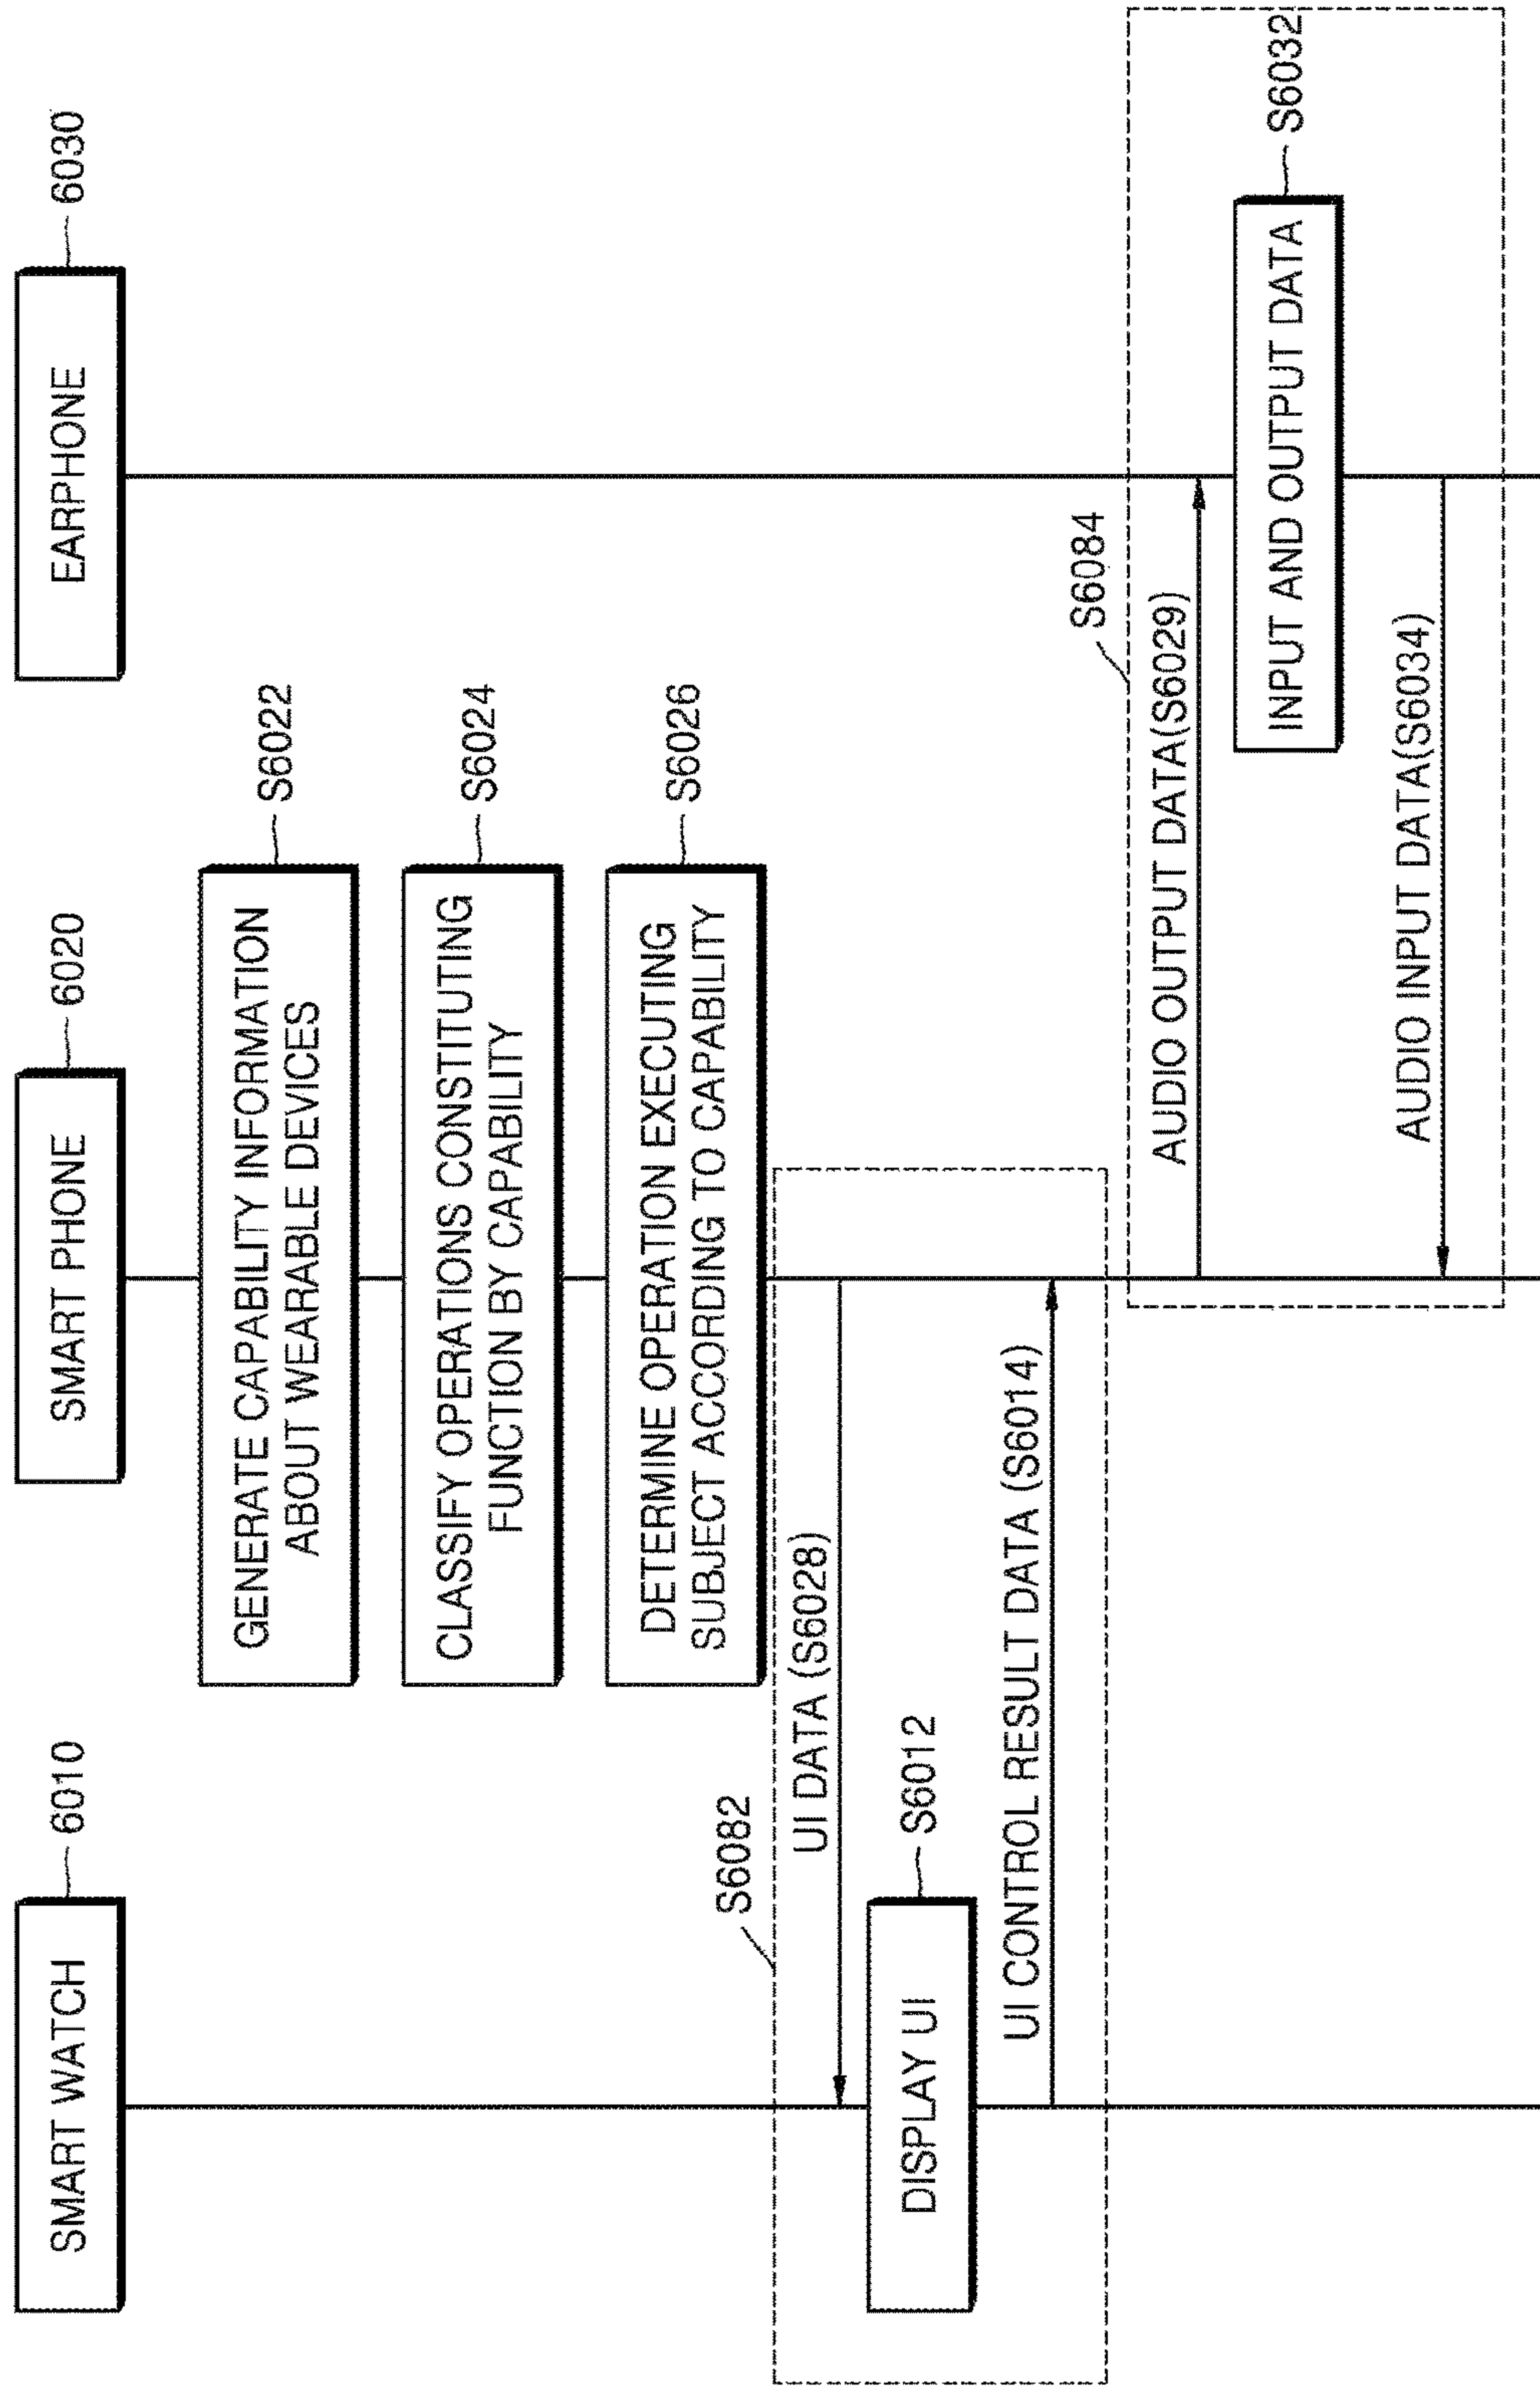 SMART WATCH
6010
SMART PHONE
6020
EARPHONE
6030
GENERATE CAPABILITY INFORMATION
ABOUT WEARABLE DEVICES
S6022
CLASSIFY OPERATIONS CONSTITUTING
FUNCTION BY CAPABILITY
S6024
DETERMINE OPERATION EXECUTING
SUBJECT ACCORDING TO CAPABILITY
S6026
S6082
UI DATA (S6028)
DISPLAY UI
S6012
UI CONTROL RESULT DATA (S6014)
S6084
AUDIO OUTPUT DATA(S6029)
INPUT AND OUTPUT DATA
S6032
AUDIO INPUT DATA(S6034)